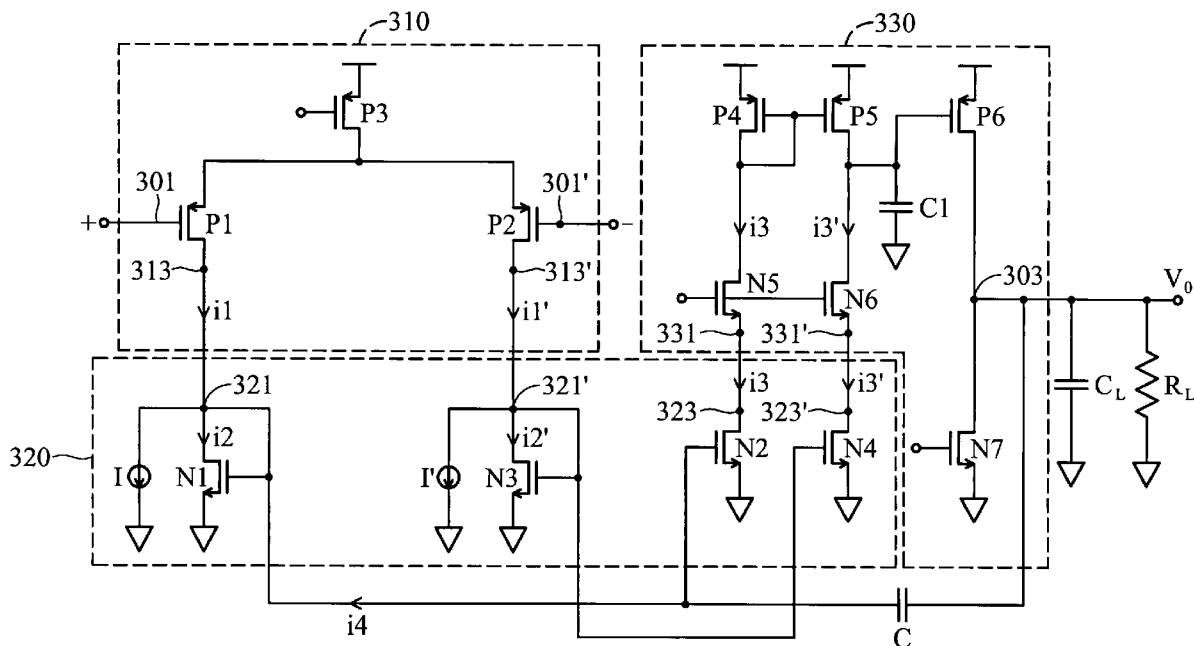 310
330
P3
P4
P5
P6
+
301
P1
P2
301'
−
C1
i3
i3'
313
313'
N5
N6
303
V0
i1
i1'
331
331'
321
321'
i3
i3'
CL
RL
320
i2
i2'
323
323'
I
N1
I'
N3
N2
N4
N7
i4
C